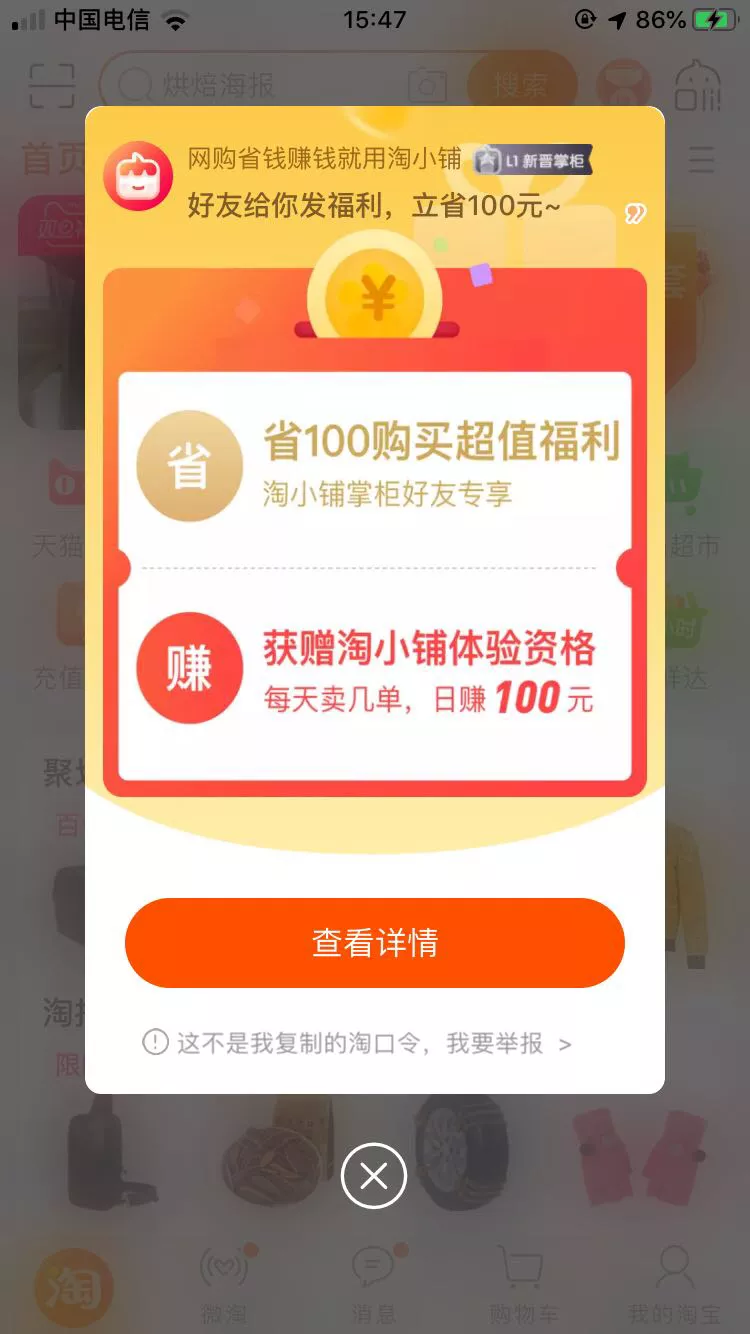 中国电信
15:47
86%
烘焙海报
搜索
首页
网购省钱赚钱就用淘小铺
L1 新晋掌柜
好友给你发福利，立省100元~
¥
省
省100购买超值福利
淘小铺掌柜好友专享
赚
获赠淘小铺体验资格
每天卖几单，日赚 100 元
天猫
超市
充值
聚
百
查看详情
淘
限
这不是我复制的淘口令，我要举报 >
淘
微淘
消息
购物车
我的淘宝